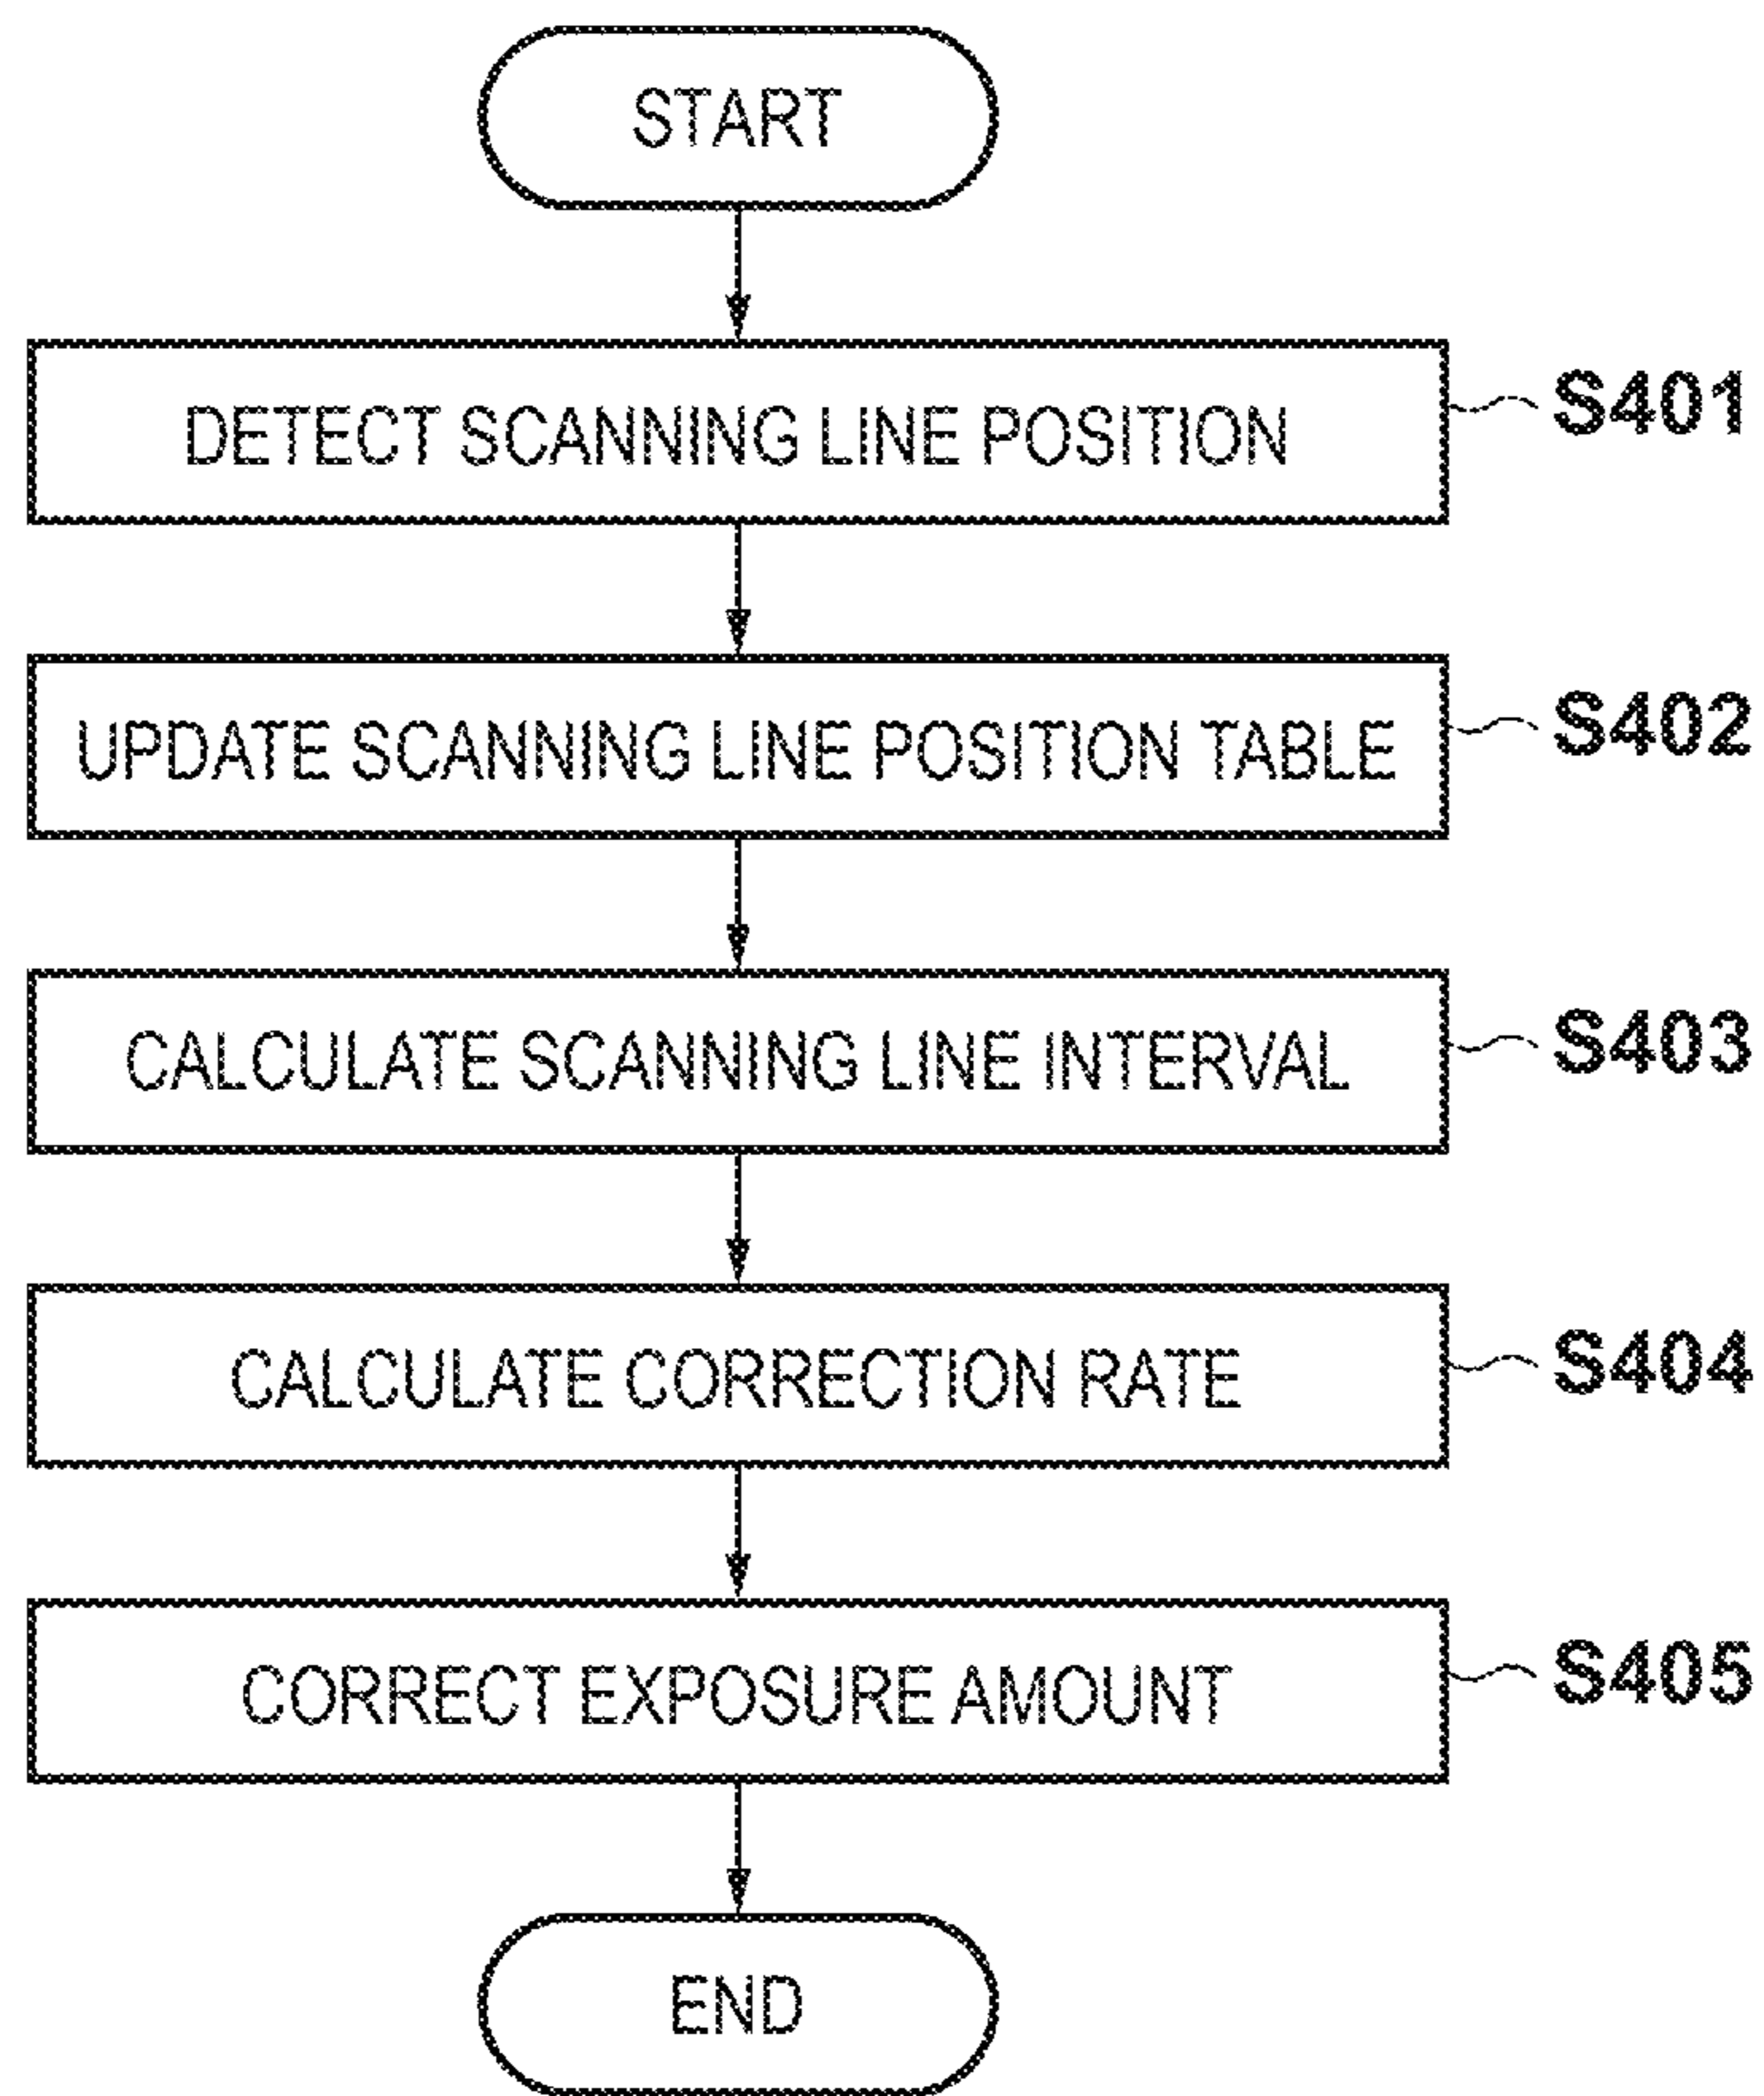 START
DETECT SCANNING LINE POSITION
S401
UPDATE SCANNING LINE POSITION TABLE
S402
CALCULATE SCANNING LINE INTERVAL
S403
CALCULATE CORRECTION RATE
S404
CORRECT EXPOSURE AMOUNT
S405
END